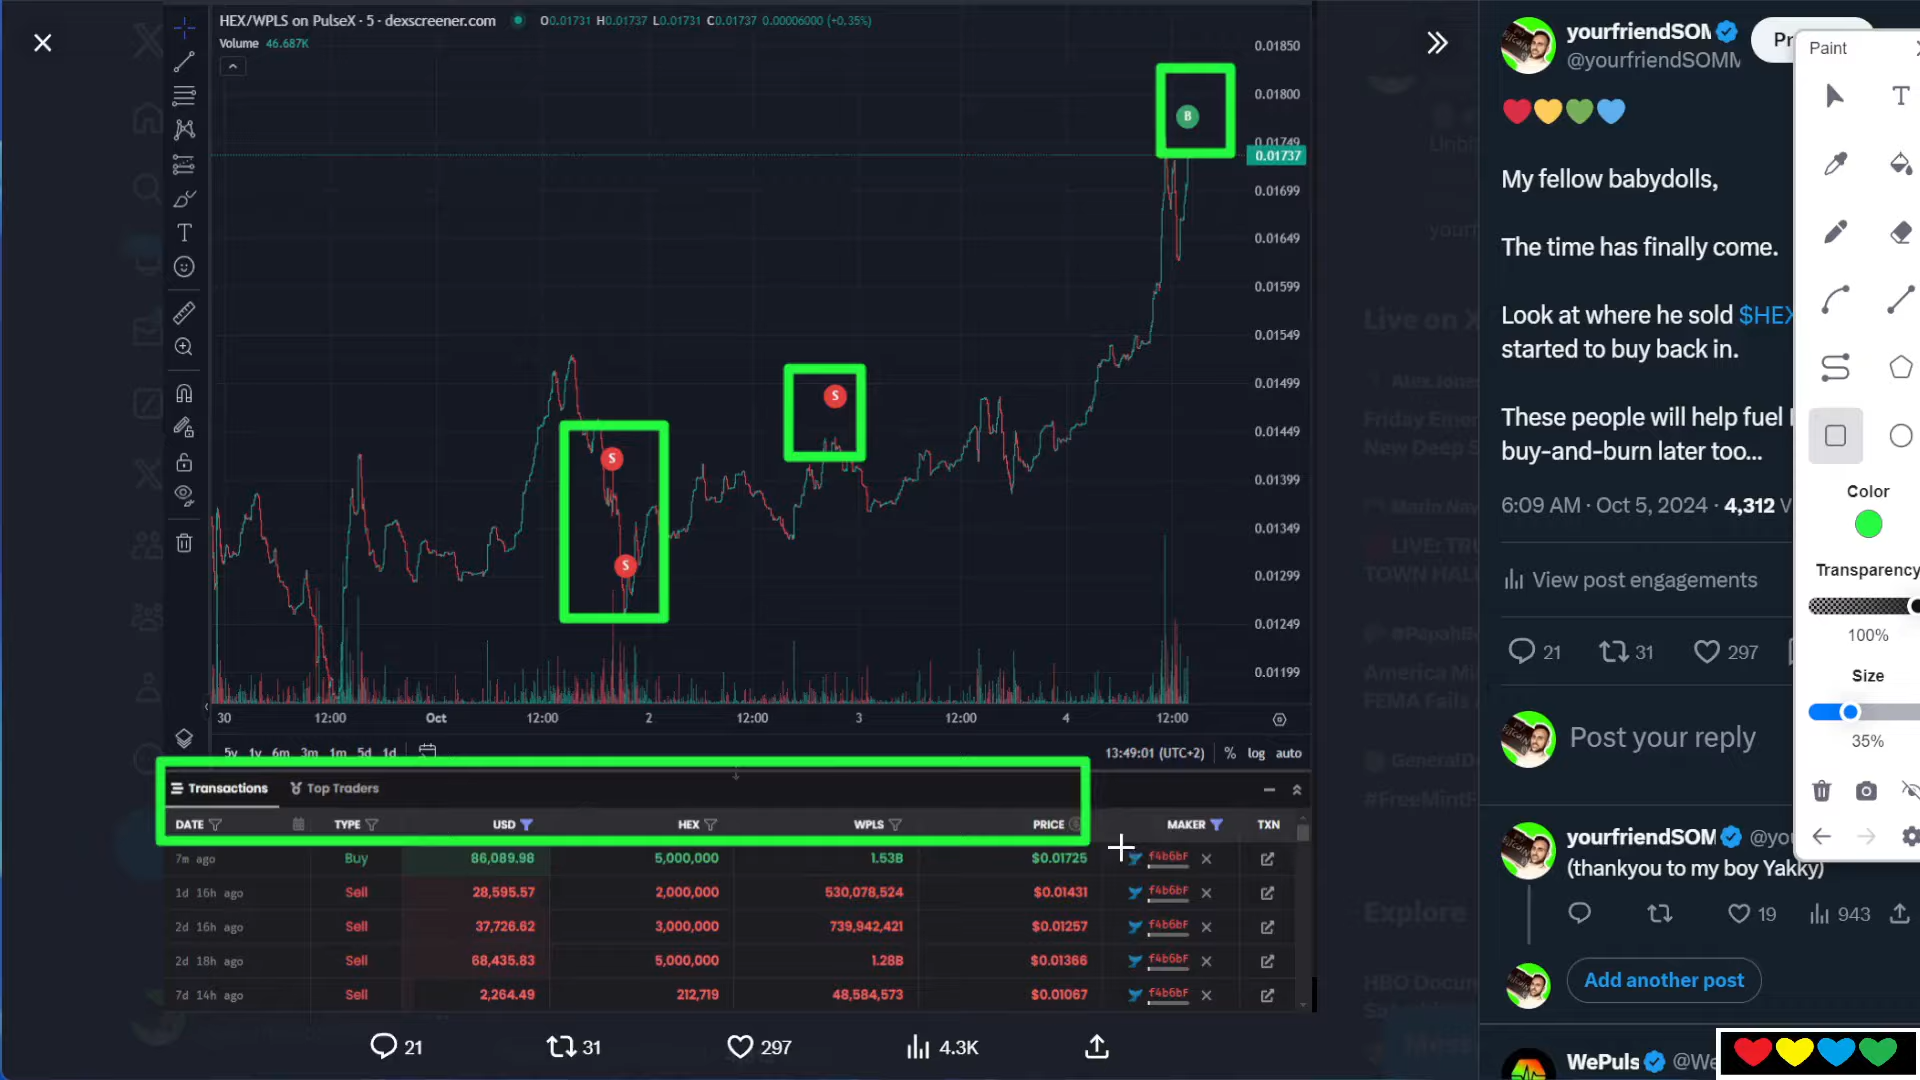 HEX/WPLS on PulseX · 5 · dexscreener.com O0.01731 H0.01737 L0.01731 C0.01737 0.00006000 (+0.35%)
Volume 46.687K
0.01850
0.01800
0.01749
0.01737
0.01699
0.01649
0.01599
0.01549
0.01499
0.01449
0.01399
0.01349
0.01299
0.01249
0.01199
B
S
S
S
30 12:00 Oct 12:00 2 12:00 3 12:00 4 12:00
5y 1y 6m 3m 1m 5d 1d 13:49:01 (UTC+2) % log auto
Transactions Top Traders
DATE TYPE USD HEX WPLS PRICE MAKER TXN
7m ago Buy 86,089.98 5,000,000 1.53B $0.01725 f4b6bF
1d 16h ago Sell 28,595.57 2,000,000 530,078,524 $0.01431 f4b6bF
2d 16h ago Sell 37,726.62 3,000,000 739,942,421 $0.01257 f4b6bF
2d 18h ago Sell 68,435.83 5,000,000 1.28B $0.01366 f4b6bF
7d 14h ago Sell 2,264.49 212,719 48,584,573 $0.01067 f4b6bF
21 31 297 4.3K
yourfriendSOM
@yourfriendSOMM
My fellow babydolls,
The time has finally come.
Look at where he sold $HEX
started to buy back in.
These people will help fuel
buy-and-burn later too...
6:09 AM · Oct 5, 2024 · 4,312 V
View post engagements
21 31 297
Post your reply
yourfriendSOM @yo
(thankyou to my boy Yakky)
19 943
Add another post
WePuls @We
Paint
T
Color
Transparency
100%
Size
35%
Live on X
Explore